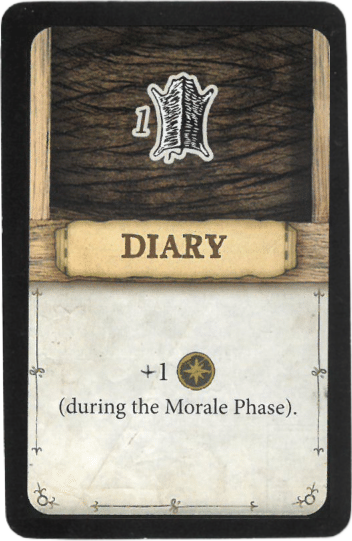 1
DIARY
+1
(during the Morale Phase).